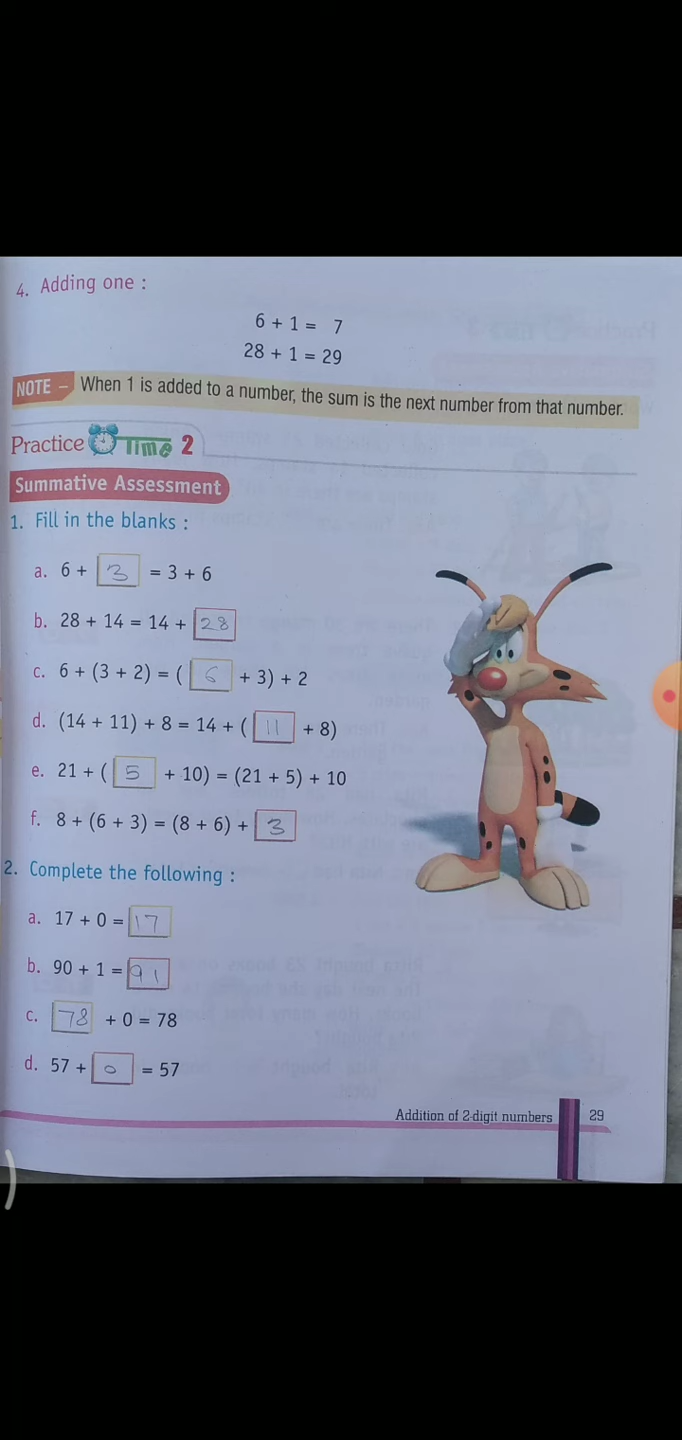 4. Adding one :
6 + 1 = 7
28 + 1 = 29
NOTE – When 1 is added to a number, the sum is the next number from that number.
Practice Time 2
Summative Assessment
1. Fill in the blanks :
a. 6 + 3 = 3 + 6
b. 28 + 14 = 14 + 28
c. 6 + (3 + 2) = ( 6 + 3) + 2
d. (14 + 11) + 8 = 14 + ( 11 + 8)
e. 21 + ( 5 + 10) = (21 + 5) + 10
f. 8 + (6 + 3) = (8 + 6) + 3
2. Complete the following :
a. 17 + 0 = 17
b. 90 + 1 = 91
c. 78 + 0 = 78
d. 57 + 0 = 57
Addition of 2-digit numbers 29